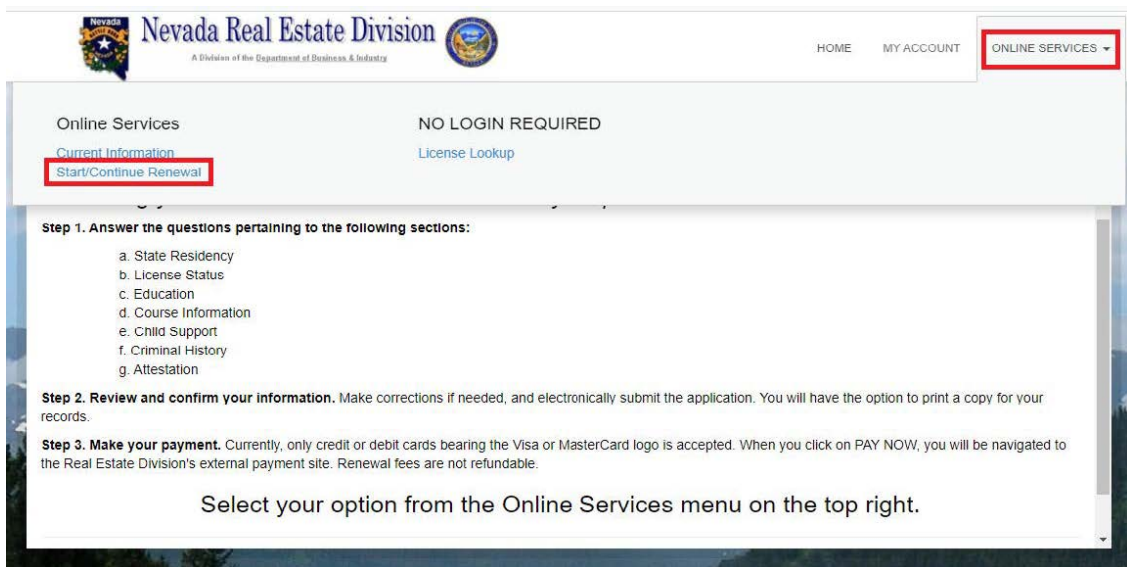 Nevada
Nevada Real Estate Division
A Division of the Department of Business & Industry
HOME MY ACCOUNT ONLINE SERVICES
Online Services NO LOGIN REQUIRED
Current Information License Lookup
Start/Continue Renewal
Step 1. Answer the questions pertaining to the following sections:
a. State Residency
b. License Status
c. Education
d. Course Information
e. Child Support
f. Criminal History
g. Attestation
Step 2. Review and confirm your information. Make corrections if needed, and electronically submit the application. You will have the option to print a copy for your
records.
Step 3. Make your payment. Currently, only credit or debit cards bearing the Visa or MasterCard logo is accepted. When you click on PAY NOW, you will be navigated to
the Real Estate Division's external payment site. Renewal fees are not refundable.
Select your option from the Online Services menu on the top right.